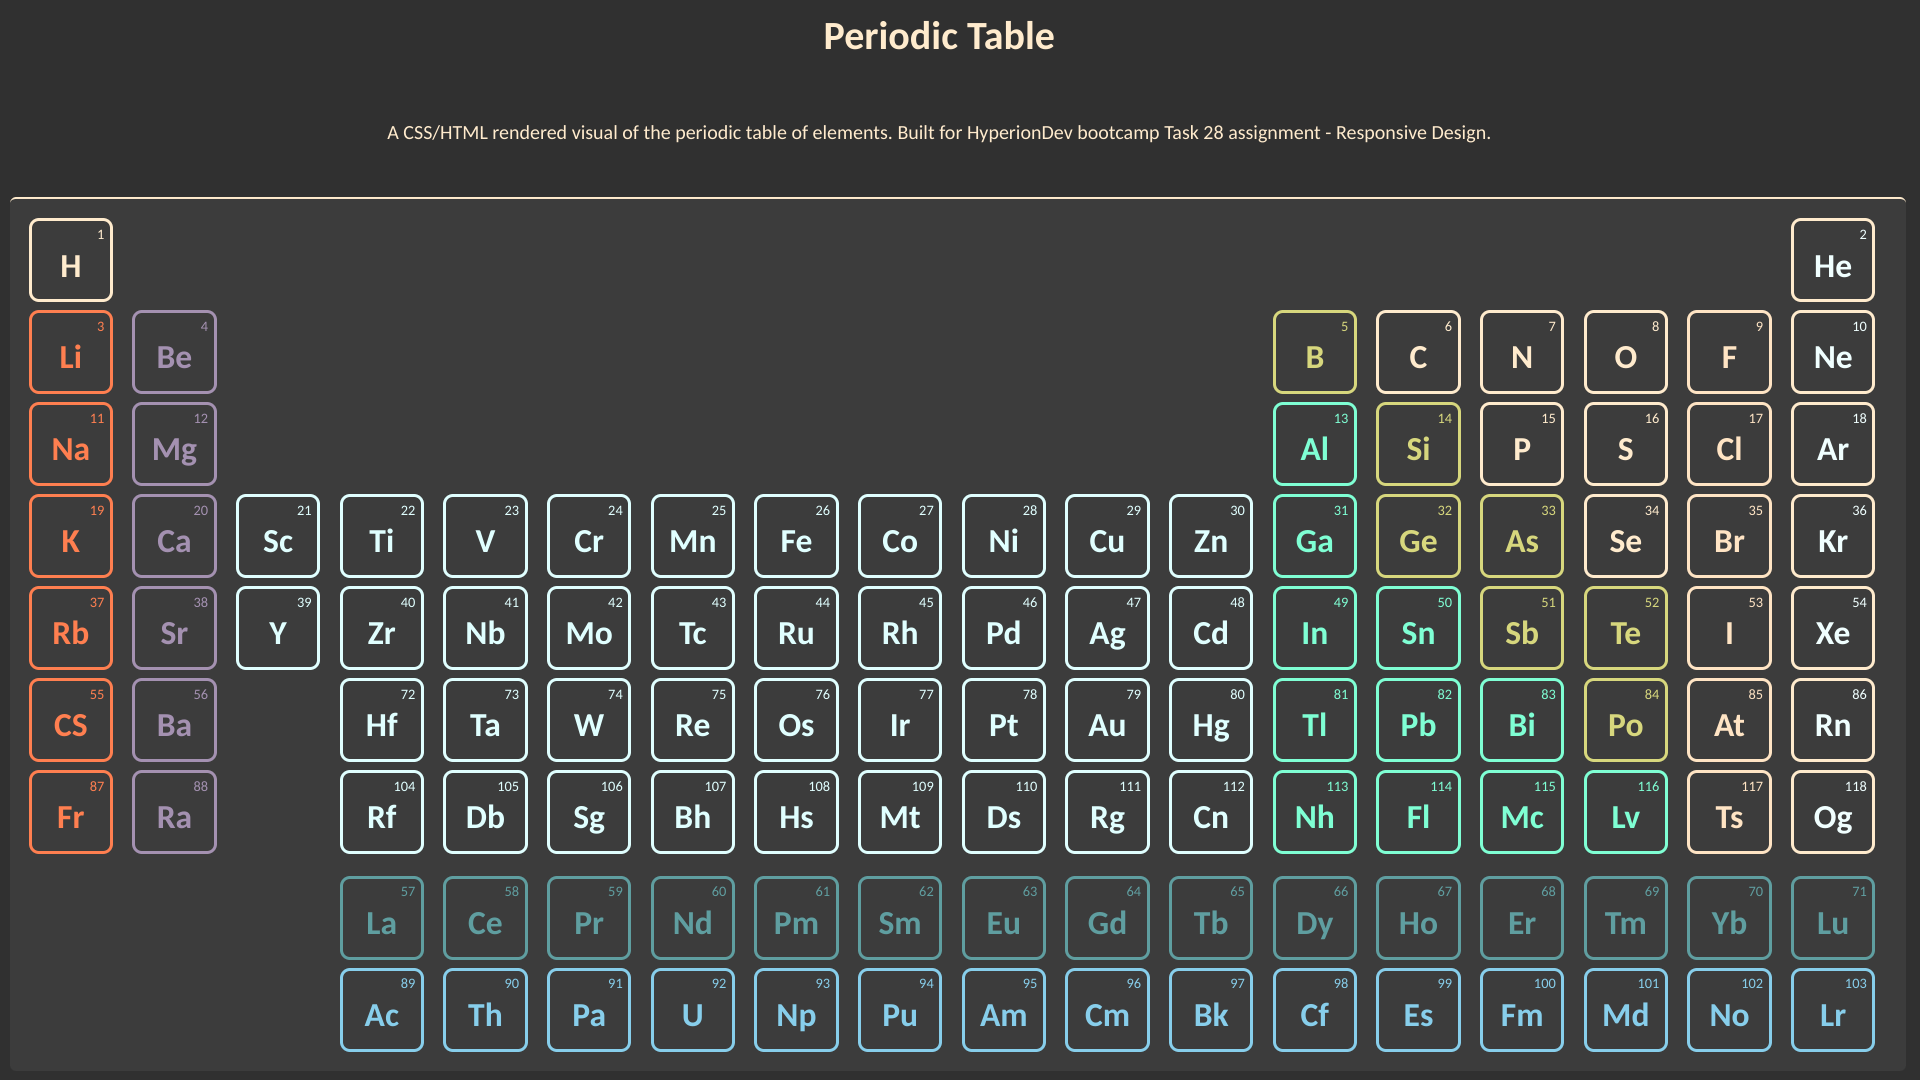 Periodic Table
A CSS/HTML rendered visual of the periodic table of elements. Built for HyperionDev bootcamp Task 28 assignment - Responsive Design.
1 2
H He
3 4 5 6 7 8 9 10
Li Be B C N O F Ne
11 12 13 14 15 16 17 18
Na Mg Al Si P S Cl Ar
19 20 21 22 23 24 25 26 27 28 29 30 31 32 33 34 35 36
K Ca Sc Ti V Cr Mn Fe Co Ni Cu Zn Ga Ge As Se Br Kr
37 38 39 40 41 42 43 44 45 46 47 48 49 50 51 52 53 54
Rb Sr Y Zr Nb Mo Tc Ru Rh Pd Ag Cd In Sn Sb Te I Xe
55 56 72 73 74 75 76 77 78 79 80 81 82 83 84 85 86
CS Ba Hf Ta W Re Os Ir Pt Au Hg Tl Pb Bi Po At Rn
87 88 104 105 106 107 108 109 110 111 112 113 114 115 116 117 118
Fr Ra Rf Db Sg Bh Hs Mt Ds Rg Cn Nh Fl Mc Lv Ts Og
57 58 59 60 61 62 63 64 65 66 67 68 69 70 71
La Ce Pr Nd Pm Sm Eu Gd Tb Dy Ho Er Tm Yb Lu
89 90 91 92 93 94 95 96 97 98 99 100 101 102 103
Ac Th Pa U Np Pu Am Cm Bk Cf Es Fm Md No Lr